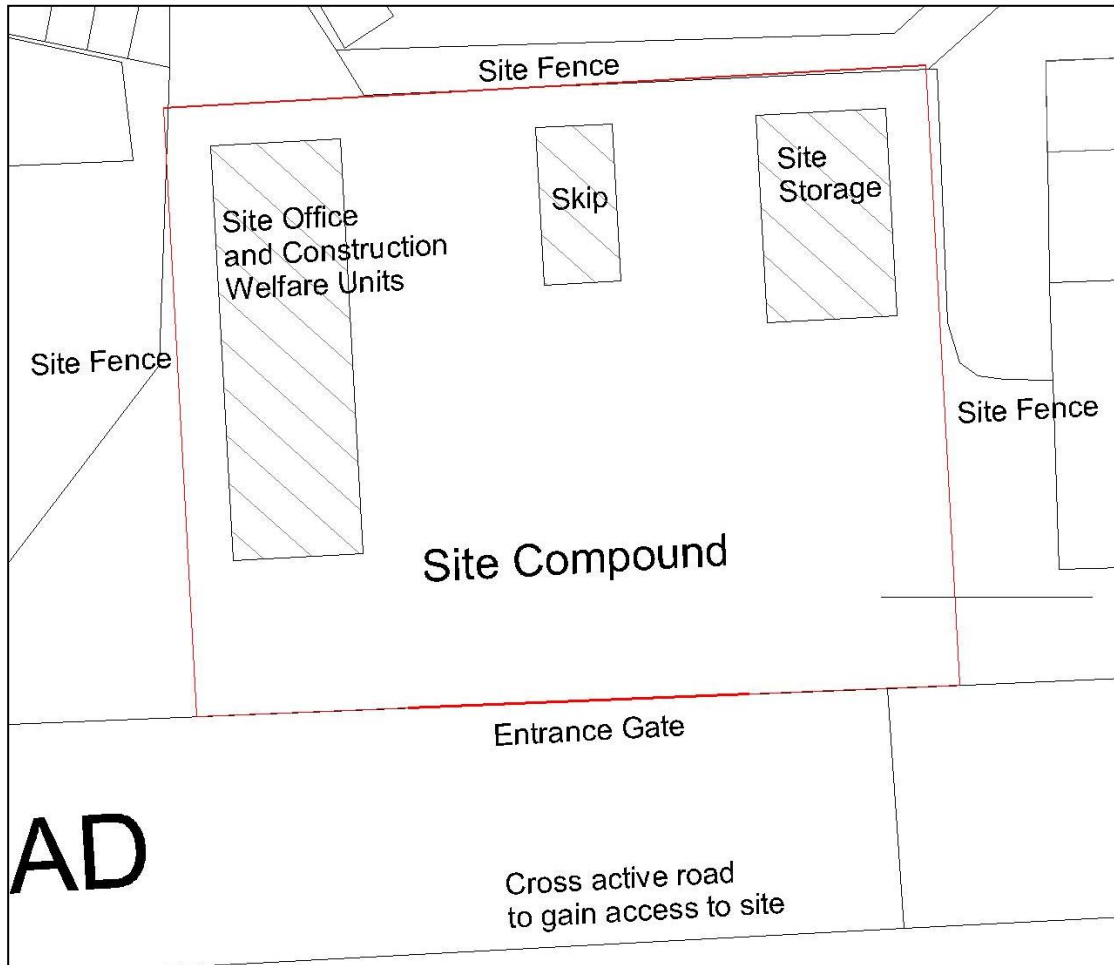 Site Fence
Site Office
and Construction
Welfare Units
Skip
Site
Storage
Site Fence
Site Fence
Site Compound
Entrance Gate
AD
Cross active road
to gain access to site